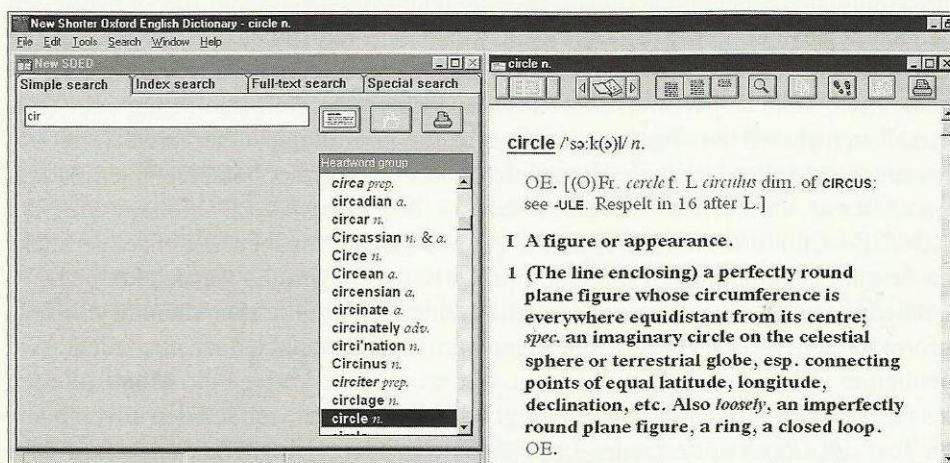 New Shorter Oxford English Dictionary - circle n.
File Edit Tools Search Window Help
New SOED
Simple search Index search Full-text search Special search
cir
Headword group
circa prep.
circadian a.
circar n.
Circassian n. & a.
Circe n.
Circean a.
circensian a.
circinate a.
circinately adv.
circi'nation n.
Circinus n.
circiter prep.
circlage n.
circle n.
circle n.
circle /ˈsəːk(ə)l/ n.
OE. [(O)Fr. cercle f. L circulus dim. of CIRCUS:
see -ULE. Respelt in 16 after L.]
I A figure or appearance.
1 (The line enclosing) a perfectly round
plane figure whose circumference is
everywhere equidistant from its centre;
spec. an imaginary circle on the celestial
sphere or terrestrial globe, esp. connecting
points of equal latitude, longitude,
declination, etc. Also loosely, an imperfectly
round plane figure, a ring, a closed loop.
OE.